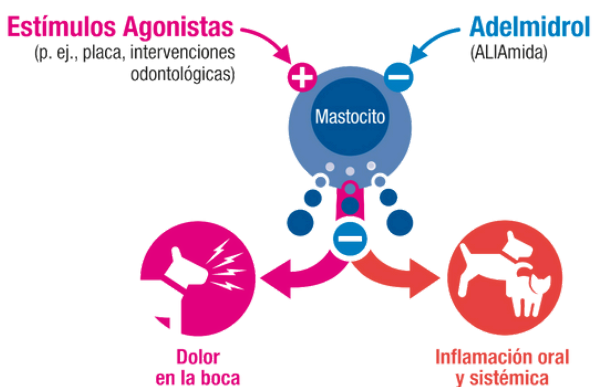 Estímulos Agonistas
(p. ej., placa, intervenciones
odontológicas)
Adelmidrol
(ALIAmida)
Mastocito
Dolor
en la boca
Inflamación oral
y sistémica